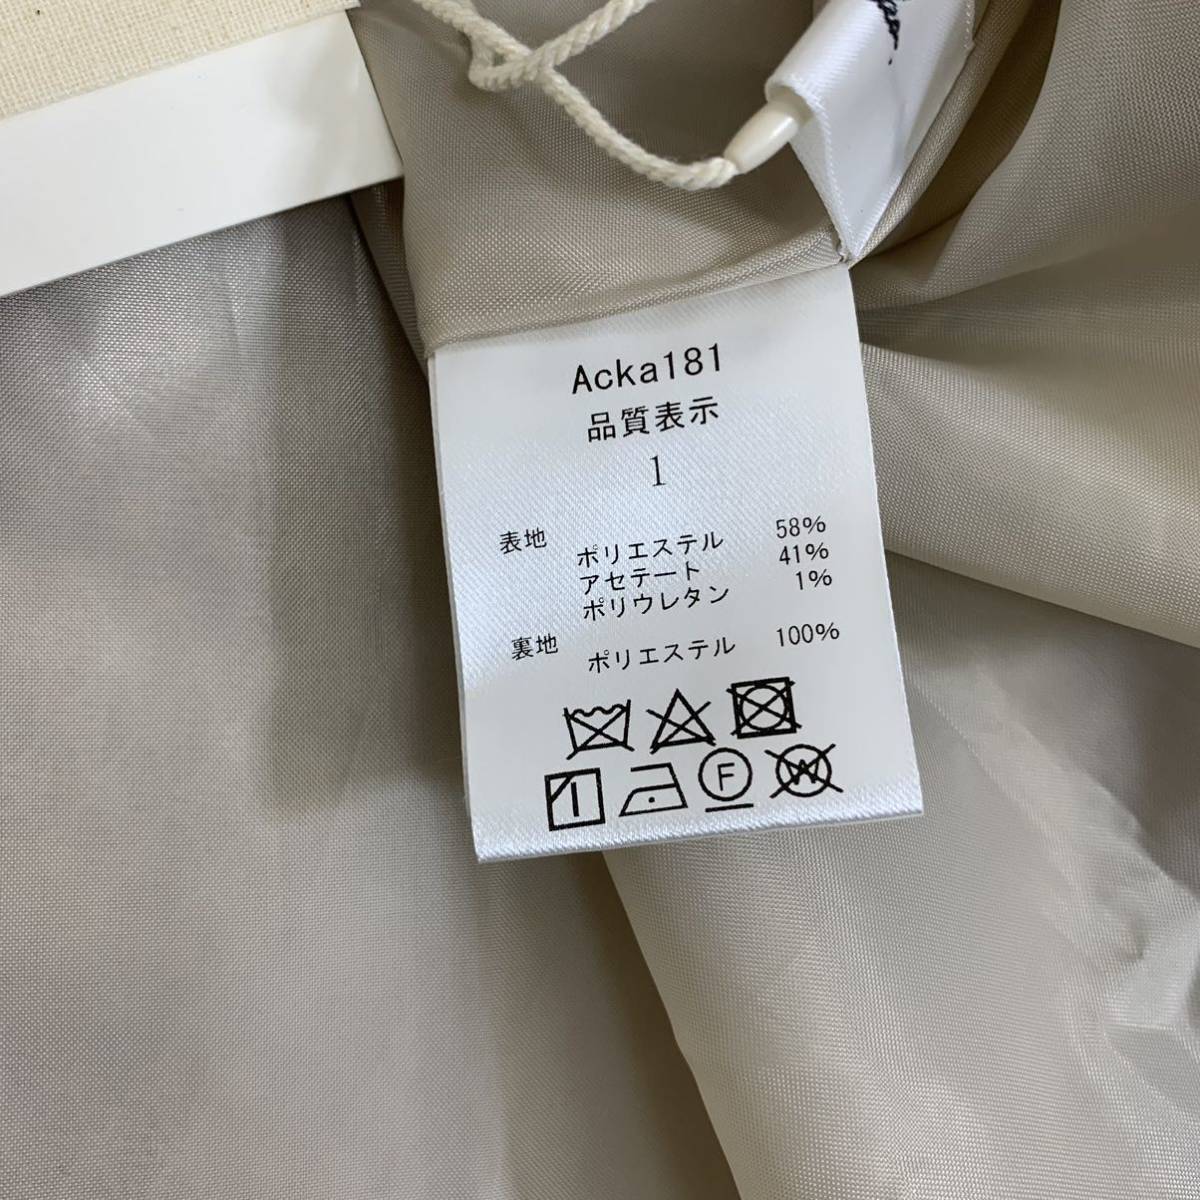 Acka181
品質表示
1
表地 ポリエステル 58%
アセテート 41%
ポリウレタン 1%
裏地 ポリエステル 100%
F W